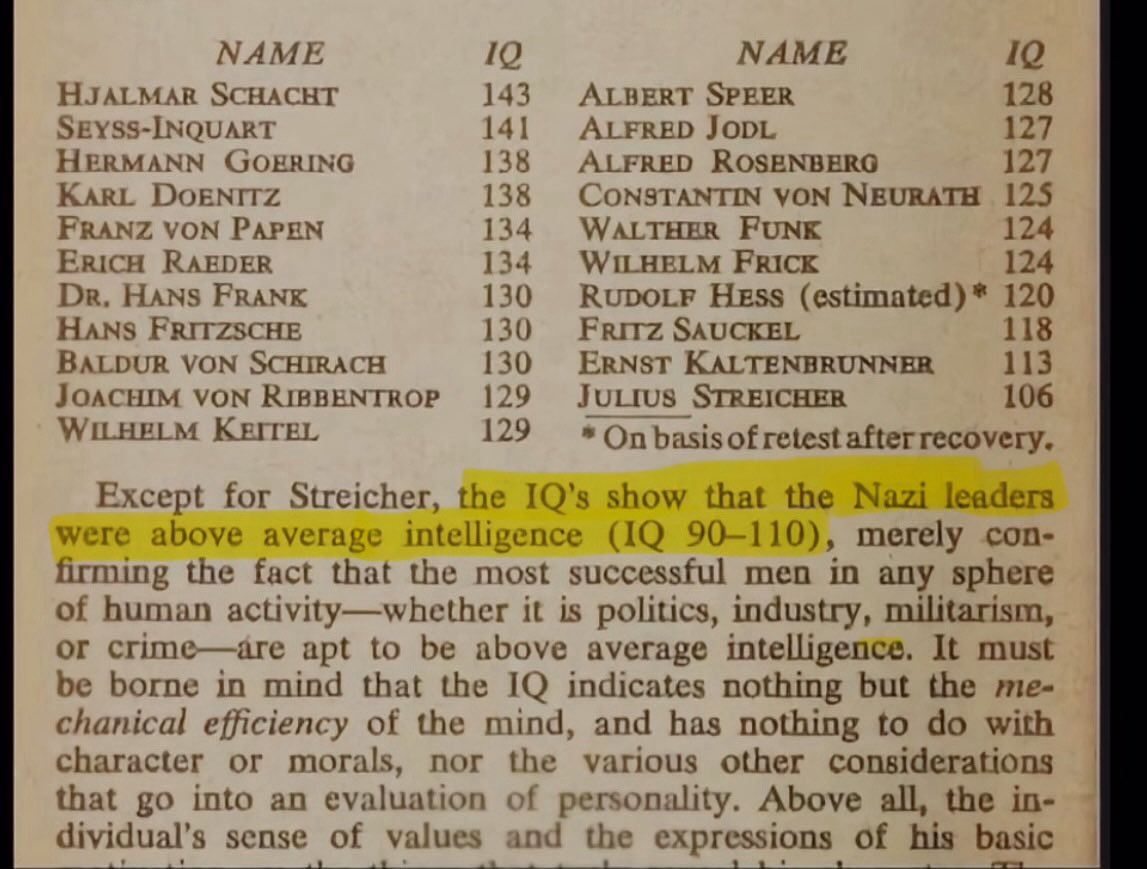 NAME IQ NAME IQ
HJALMAR SCHACHT 143 ALBERT SPEER 128
SEYSS-INQUART 141 ALFRED JODL 127
HERMANN GOERING 138 ALFRED ROSENBERG 127
KARL DOENITZ 138 CONSTANTIN VON NEURATH 125
FRANZ VON PAPEN 134 WALTHER FUNK 124
ERICH RAEDER 134 WILHELM FRICK 124
DR. HANS FRANK 130 RUDOLF HESS (estimated)* 120
HANS FRITZSCHE 130 FRITZ SAUCKEL 118
BALDUR VON SCHIRACH 130 ERNST KALTENBRUNNER 113
JOACHIM VON RIBBENTROP 129 JULIUS STREICHER 106
WILHELM KEITEL 129 * On basis of retest after recovery.
Except for Streicher, the IQ's show that the Nazi leaders
were above average intelligence (IQ 90–110), merely con-
firming the fact that the most successful men in any sphere
of human activity—whether it is politics, industry, militarism,
or crime—are apt to be above average intelligence. It must
be borne in mind that the IQ indicates nothing but the me-
chanical efficiency of the mind, and has nothing to do with
character or morals, nor the various other considerations
that go into an evaluation of personality. Above all, the in-
dividual's sense of values and the expressions of his basic